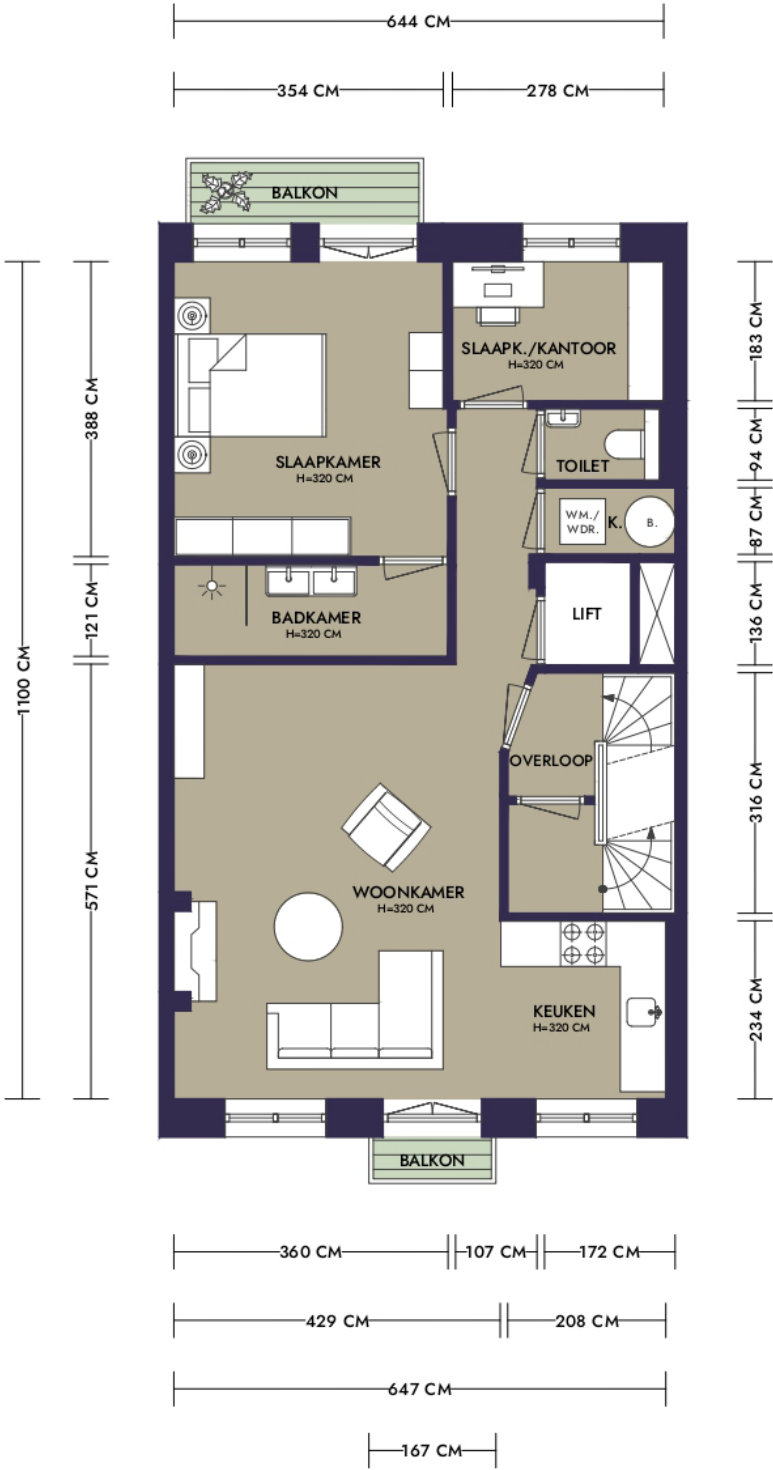 644 CM
354 CM
278 CM
BALKON
SLAAPK./KANTOOR
H=320 CM
183 CM
388 CM
SLAAPKAMER
H=320 CM
TOILET
94 CM
WM./
WDR.
K.
B.
87 CM
121 CM
BADKAMER
H=320 CM
LIFT
136 CM
1100 CM
OVERLOOP
316 CM
571 CM
WOONKAMER
H=320 CM
KEUKEN
H=320 CM
234 CM
BALKON
360 CM
107 CM
172 CM
429 CM
208 CM
647 CM
167 CM